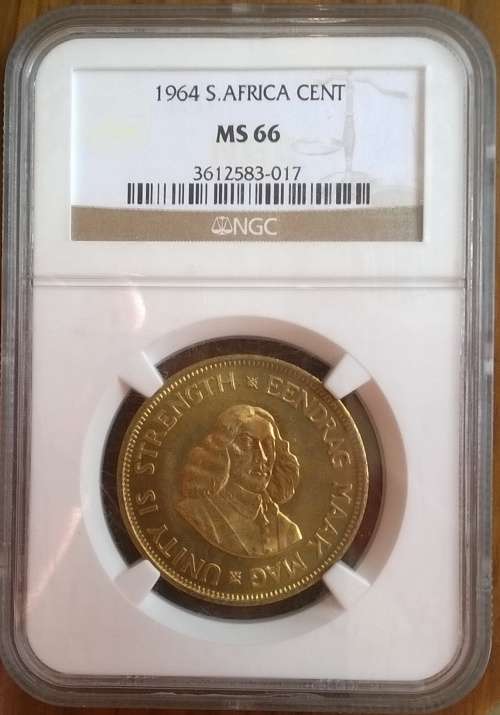 1964 S.AFRICA CENT
MS 66
3612583-017
NGC
UNITY IS STRENGTH
EENDRAG MAAK MAG